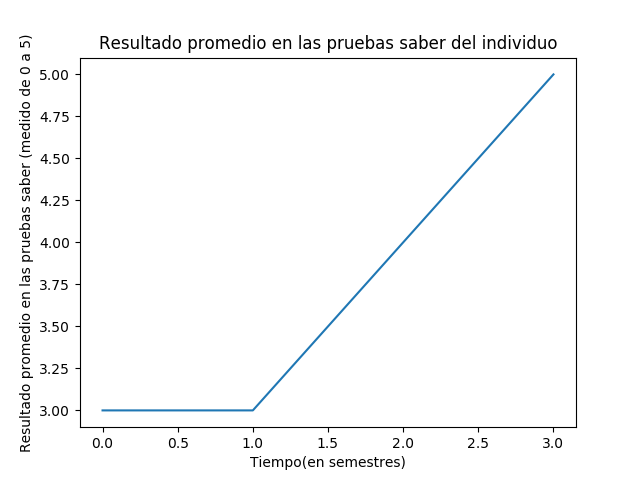 Resultado promedio en las pruebas saber del individuo
Resultado promedio en las pruebas saber (medido de 0 a 5)
5.00
4.75
4.50
4.25
4.00
3.75
3.50
3.25
3.00
0.0 0.5 1.0 1.5 2.0 2.5 3.0
Tiempo(en semestres)